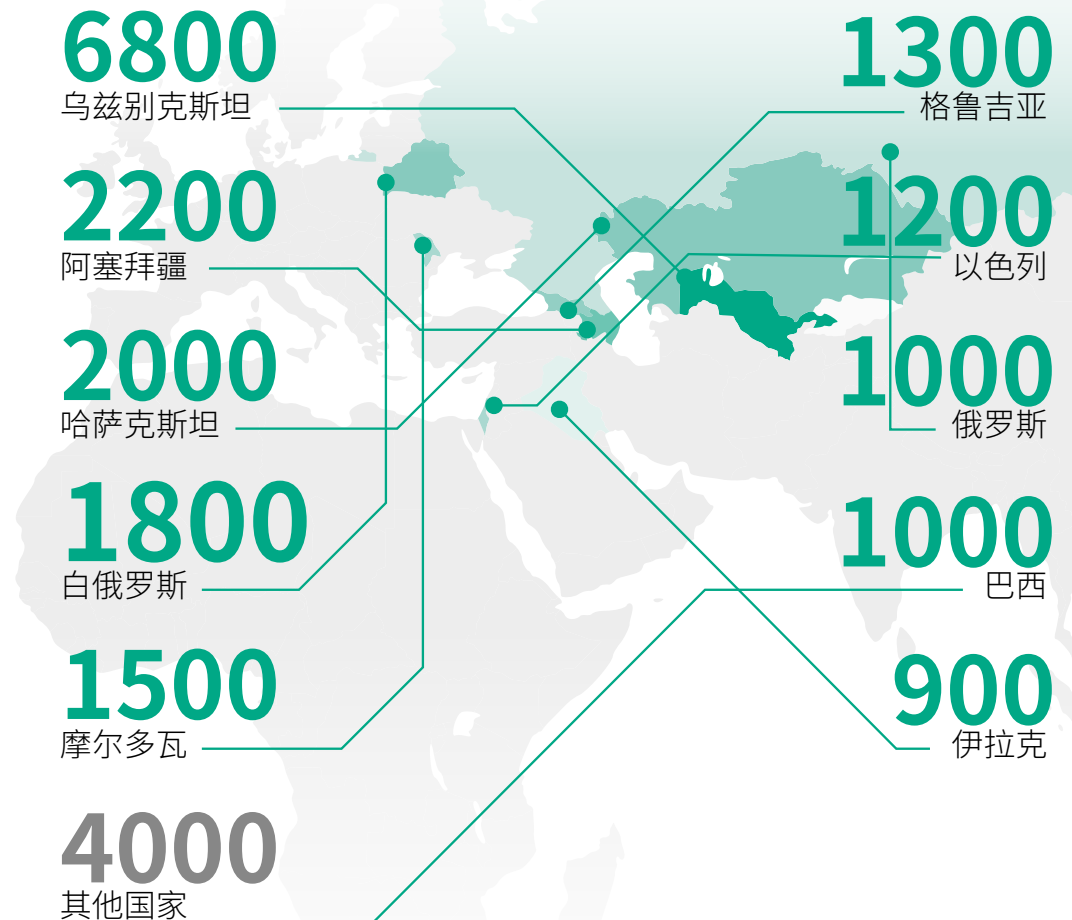 6800
乌兹别克斯坦
2200
阿塞拜疆
2000
哈萨克斯坦
1800
白俄罗斯
1500
摩尔多瓦
4000
其他国家
1300
格鲁吉亚
1200
以色列
1000
俄罗斯
1000
巴西
900
伊拉克